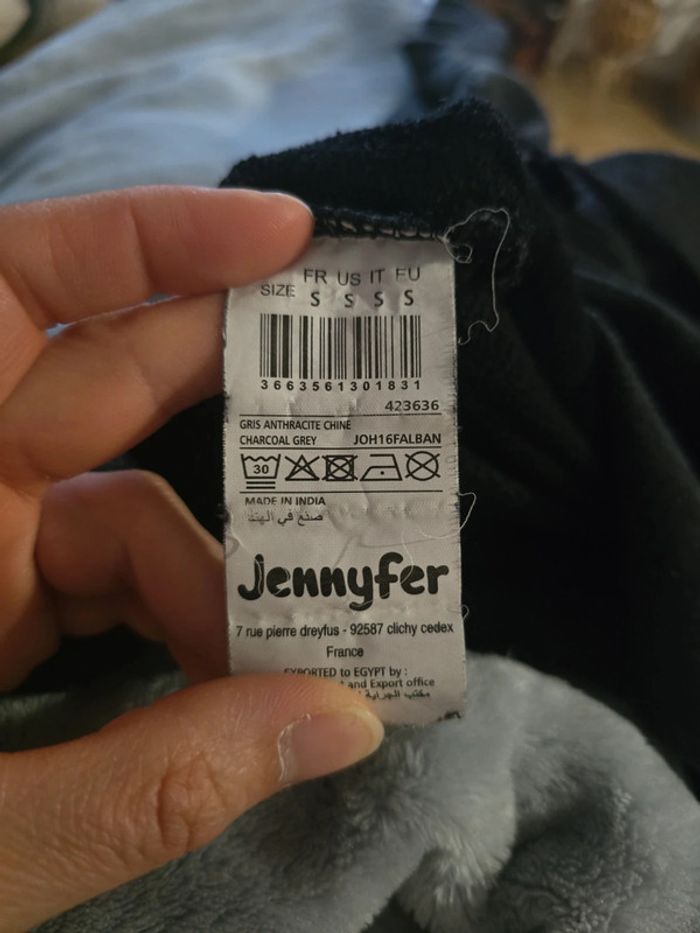 FR US IT EU
SIZE S S S S
3663561301831
423636
GRIS ANTHRACITE CHINE
CHARCOAL GREY JOH16FALBAN
30
MADE IN INDIA
صنع في الهند
Jennyfer
7 rue pierre dreyfus - 92587 clichy cedex
France
EXPORTED to EGYPT by :
and Export office
مكتب